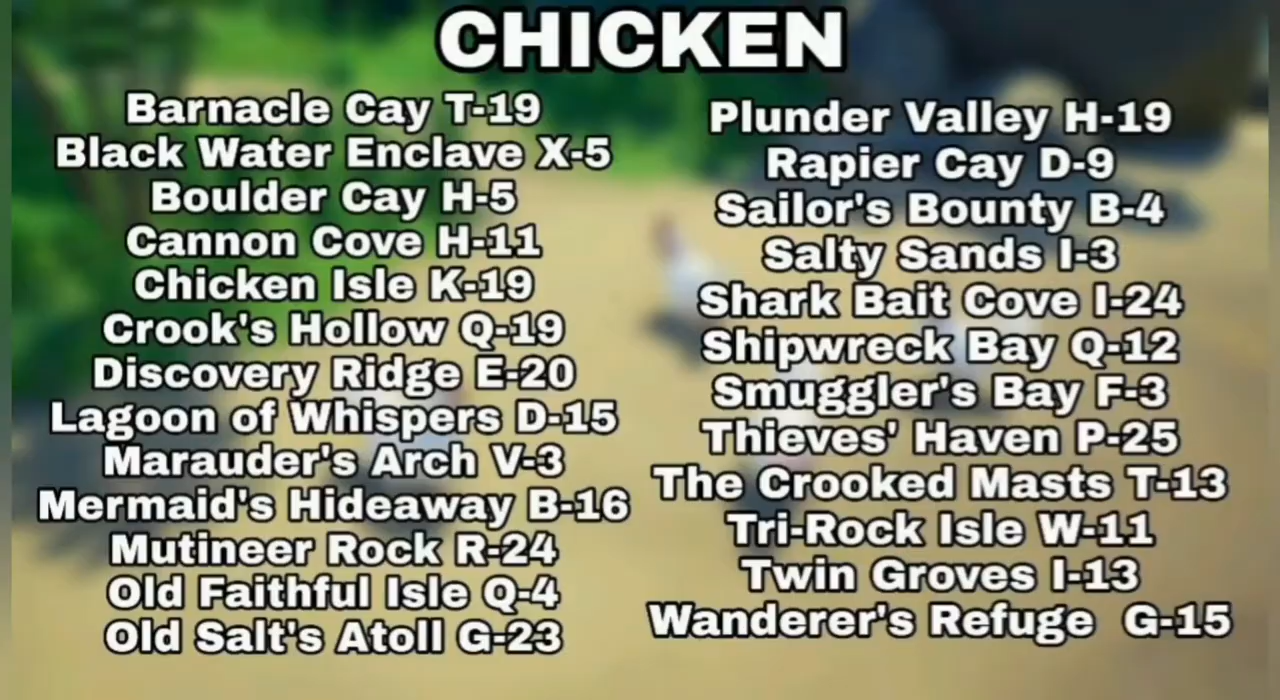 CHICKEN
Barnacle Cay T-19
Black Water Enclave X-5
Boulder Cay H-5
Cannon Cove H-11
Chicken Isle K-19
Crook's Hollow Q-19
Discovery Ridge E-20
Lagoon of Whispers D-15
Marauder's Arch V-3
Mermaid's Hideaway B-16
Mutineer Rock R-24
Old Faithful Isle Q-4
Old Salt's Atoll G-23
Plunder Valley H-19
Rapier Cay D-9
Sailor's Bounty B-4
Salty Sands I-3
Shark Bait Cove I-24
Shipwreck Bay Q-12
Smuggler's Bay F-3
Thieves' Haven P-25
The Crooked Masts T-13
Tri-Rock Isle W-11
Twin Groves I-13
Wanderer's Refuge G-15